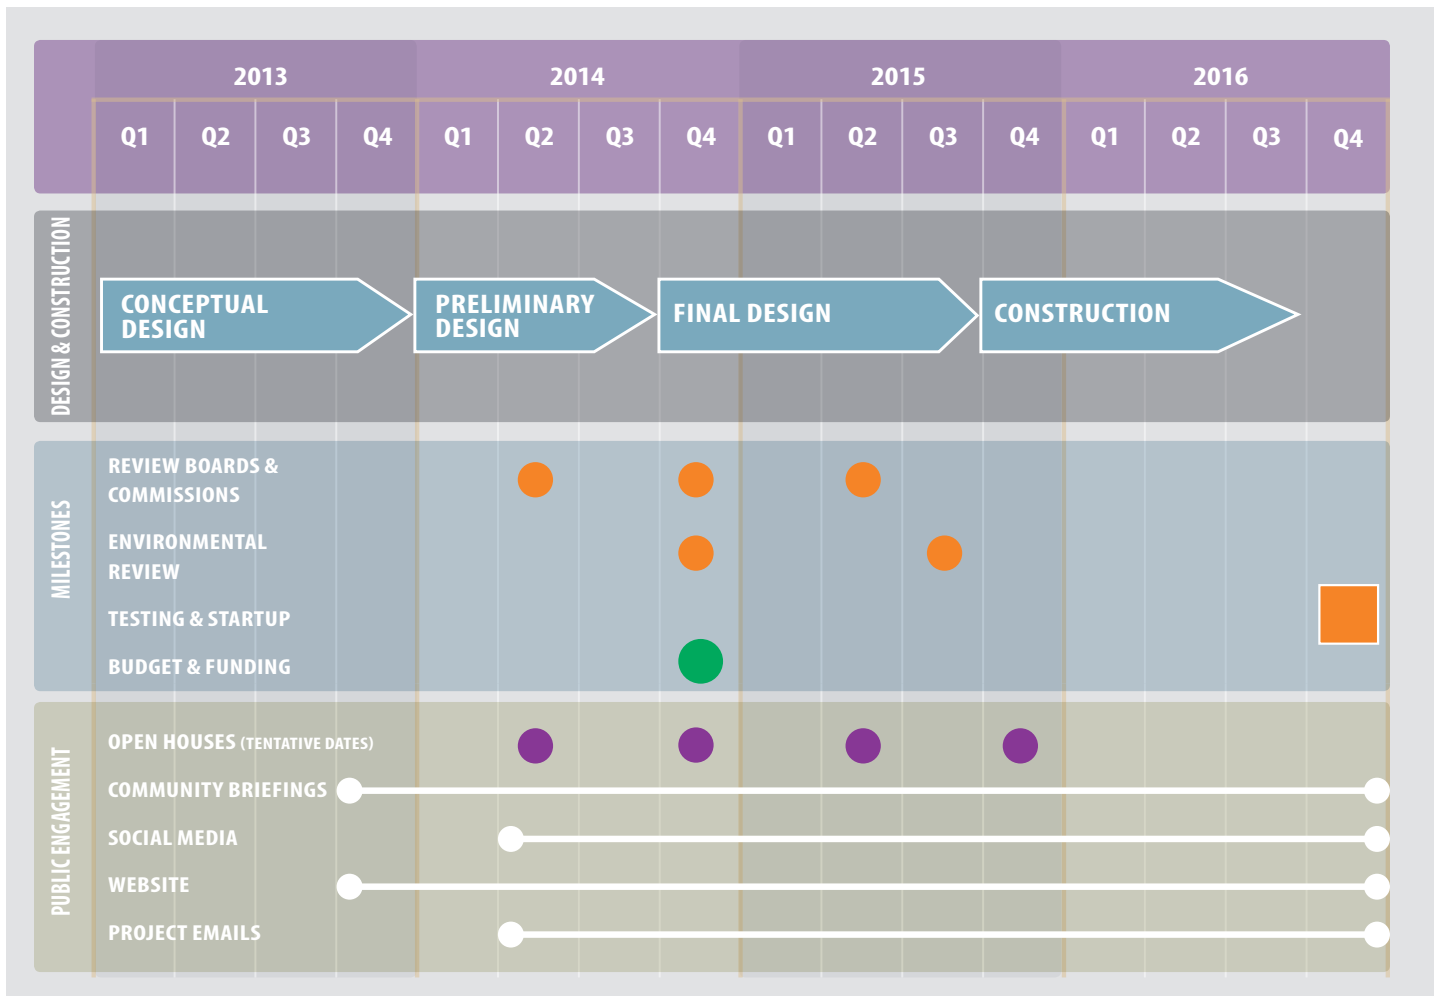 2013 2014 2015 2016
Q1 Q2 Q3 Q4 Q1 Q2 Q3 Q4 Q1 Q2 Q3 Q4 Q1 Q2 Q3 Q4
DESIGN & CONSTRUCTION
CONCEPTUAL
DESIGN
PRELIMINARY
DESIGN
FINAL DESIGN
CONSTRUCTION
MILESTONES
REVIEW BOARDS &
COMMISSIONS
ENVIRONMENTAL
REVIEW
TESTING & STARTUP
BUDGET & FUNDING
PUBLIC ENGAGEMENT
OPEN HOUSES (TENTATIVE DATES)
COMMUNITY BRIEFINGS
SOCIAL MEDIA
WEBSITE
PROJECT EMAILS